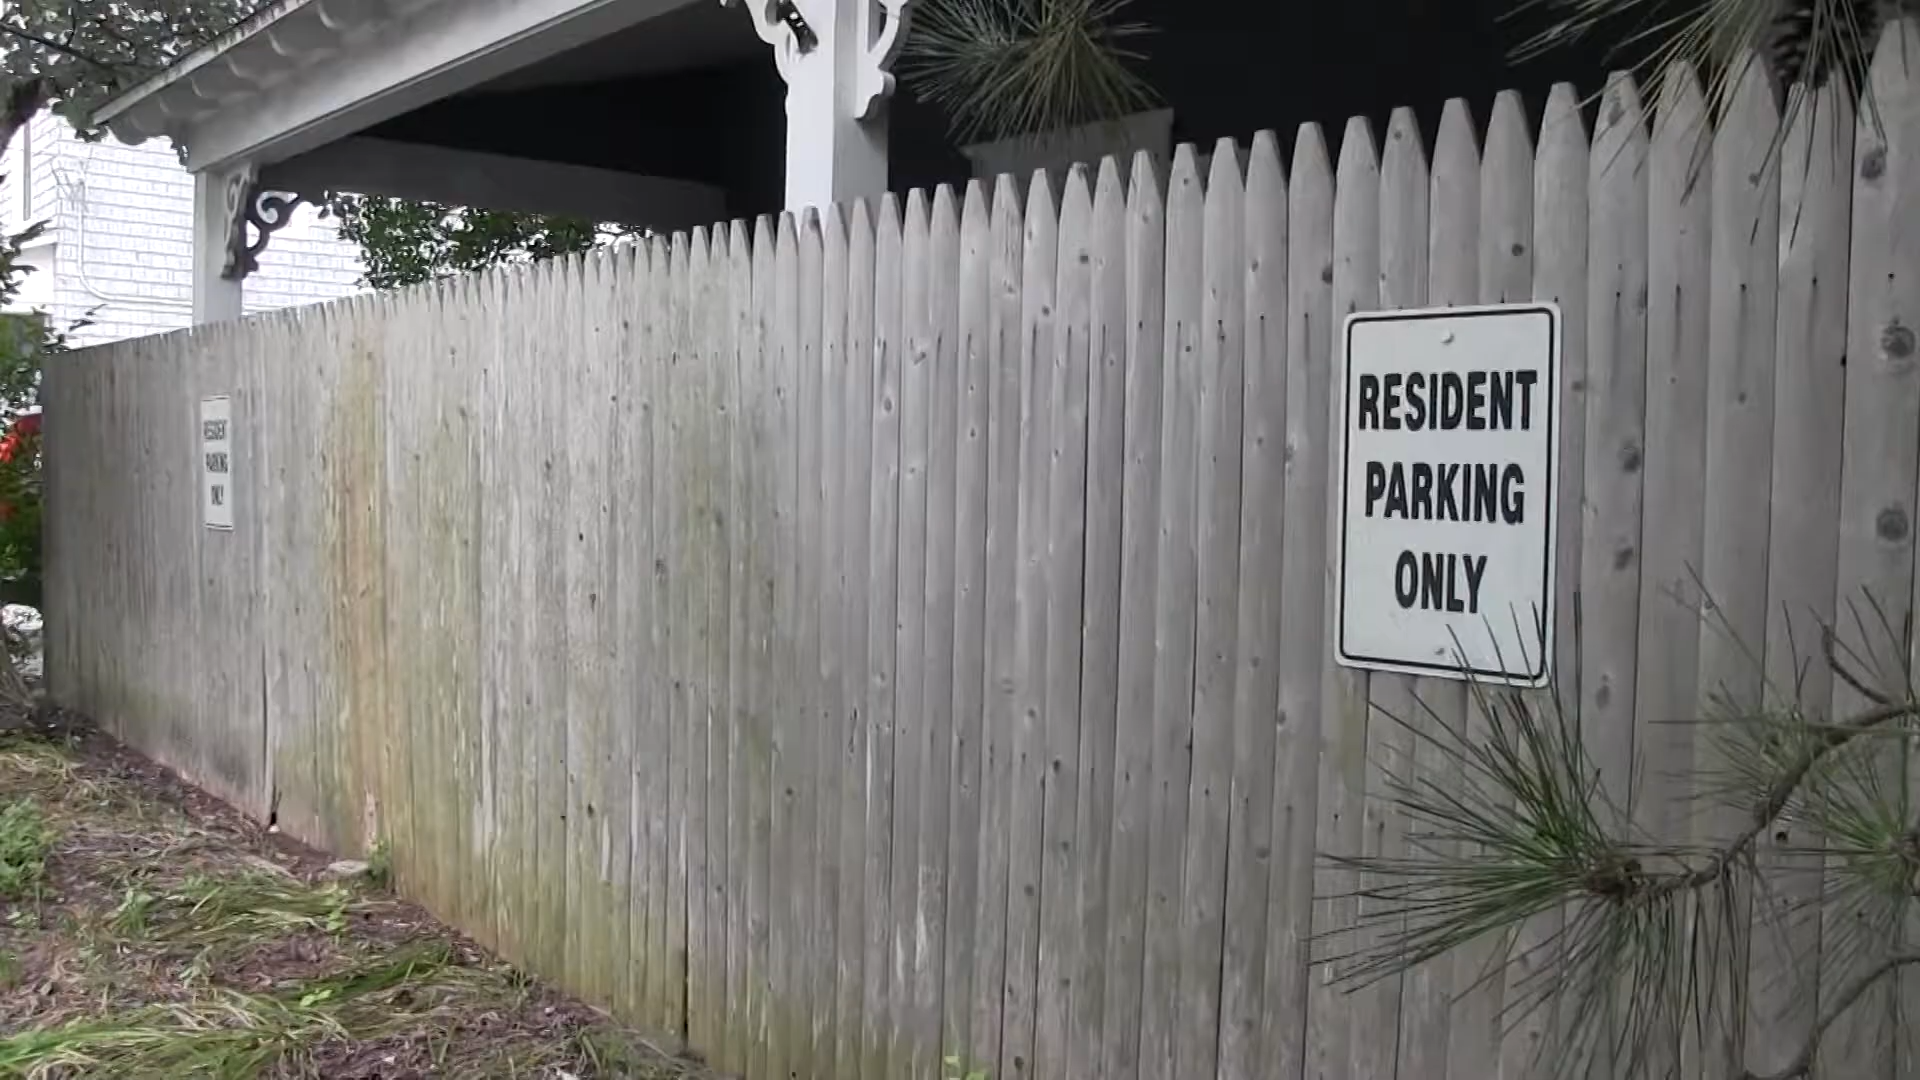 RESIDENT
PARKING
ONLY
RESIDENT
PARKING
ONLY